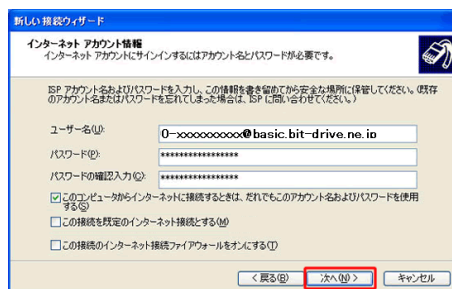 新しい接続ウィザード
インターネット アカウント情報
インターネット アカウントにサインインするにはアカウント名とパスワードが必要です。
ISP アカウント名およびパスワードを入力し、この情報を書き留めてから安全な場所に保管してください。(既存
のアカウント名またはパスワードを忘れてしまった場合は、ISP に問い合わせてください。)
ユーザー名(U):
0-xxxxxxxxxx@basic.bit-drive.ne.jp
パスワード(P):
****************
パスワードの確認入力(C):
****************
このコンピュータからインターネットに接続するときは、だれでもこのアカウント名およびパスワードを使用
する(S)
この接続を既定のインターネット接続とする(M)
この接続のインターネット接続ファイアウォールをオンにする(T)
< 戻る(B)
次へ(N) >
キャンセル